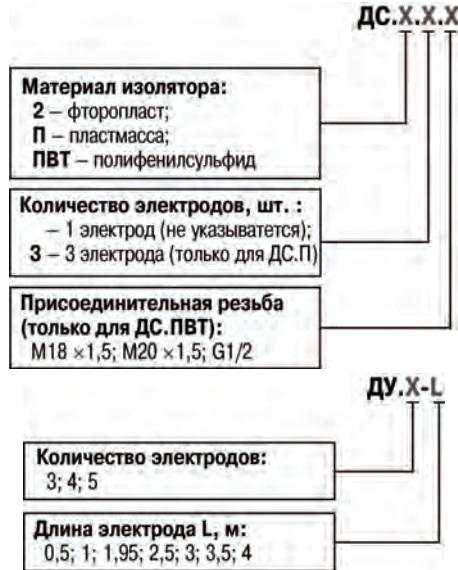 ДС.X.X.X
Материал изолятора:
2 – фторопласт;
П – пластмасса;
ПВТ – полифенилсульфид
Количество электродов, шт. :
– 1 электрод (не указыватется);
3 – 3 электрода (только для ДС.П)
Присоединительная резьба
(только для ДС.ПВТ):
М18 ×1,5; М20 ×1,5; G1/2
ДУ.X-L
Количество электродов:
3; 4; 5
Длина электрода L, м:
0,5; 1; 1,95; 2,5; 3; 3,5; 4